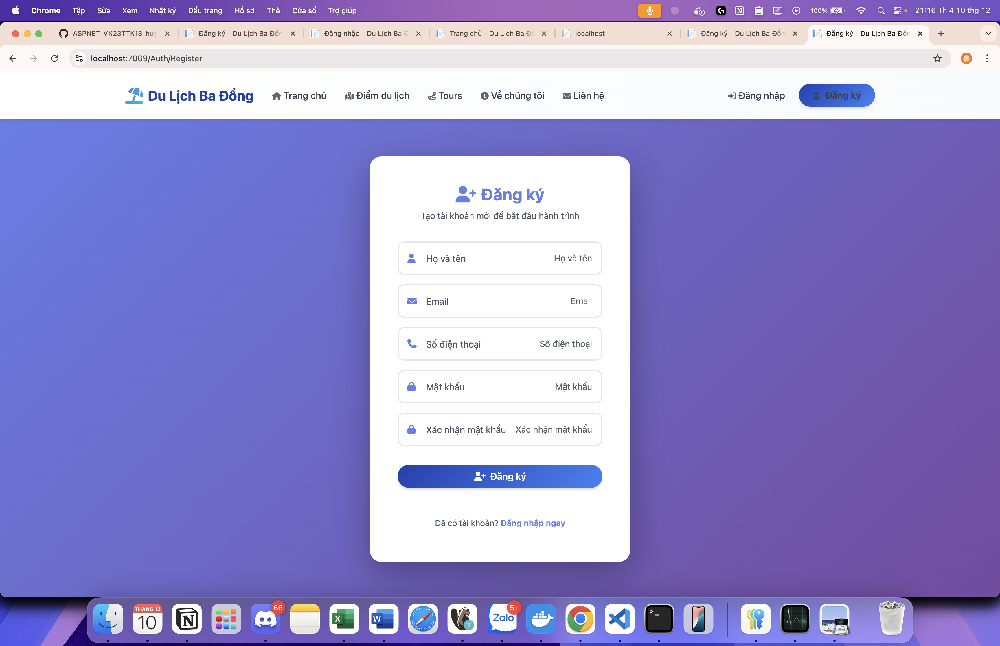 Chrome Tệp Sửa Xem Nhật ký Dấu trang Hồ sơ Thẻ Cửa sổ Trợ giúp 100% 21:16 Th 4 10 thg 12
ASPNET-VX23TTK13-huy Đăng ký - Du Lịch Ba Đồn Đăng nhập - Du Lịch Ba Đ Trang chủ - Du Lịch Ba Đồ localhost Đăng ký - Du Lịch Ba Đồn Đăng ký - Du Lịch Ba Đồn
localhost:7069/Auth/Register
Du Lịch Ba Đồng Trang chủ Điểm du lịch Tours Về chúng tôi Liên hệ Đăng nhập Đăng ký
Đăng ký
Tạo tài khoản mới để bắt đầu hành trình
Họ và tên Họ và tên
Email Email
Số điện thoại Số điện thoại
Mật khẩu Mật khẩu
Xác nhận mật khẩu Xác nhận mật khẩu
Đăng ký
Đã có tài khoản? Đăng nhập ngay
THÁNG 12
10
66
X
W
CE
Zalo
5+
>_